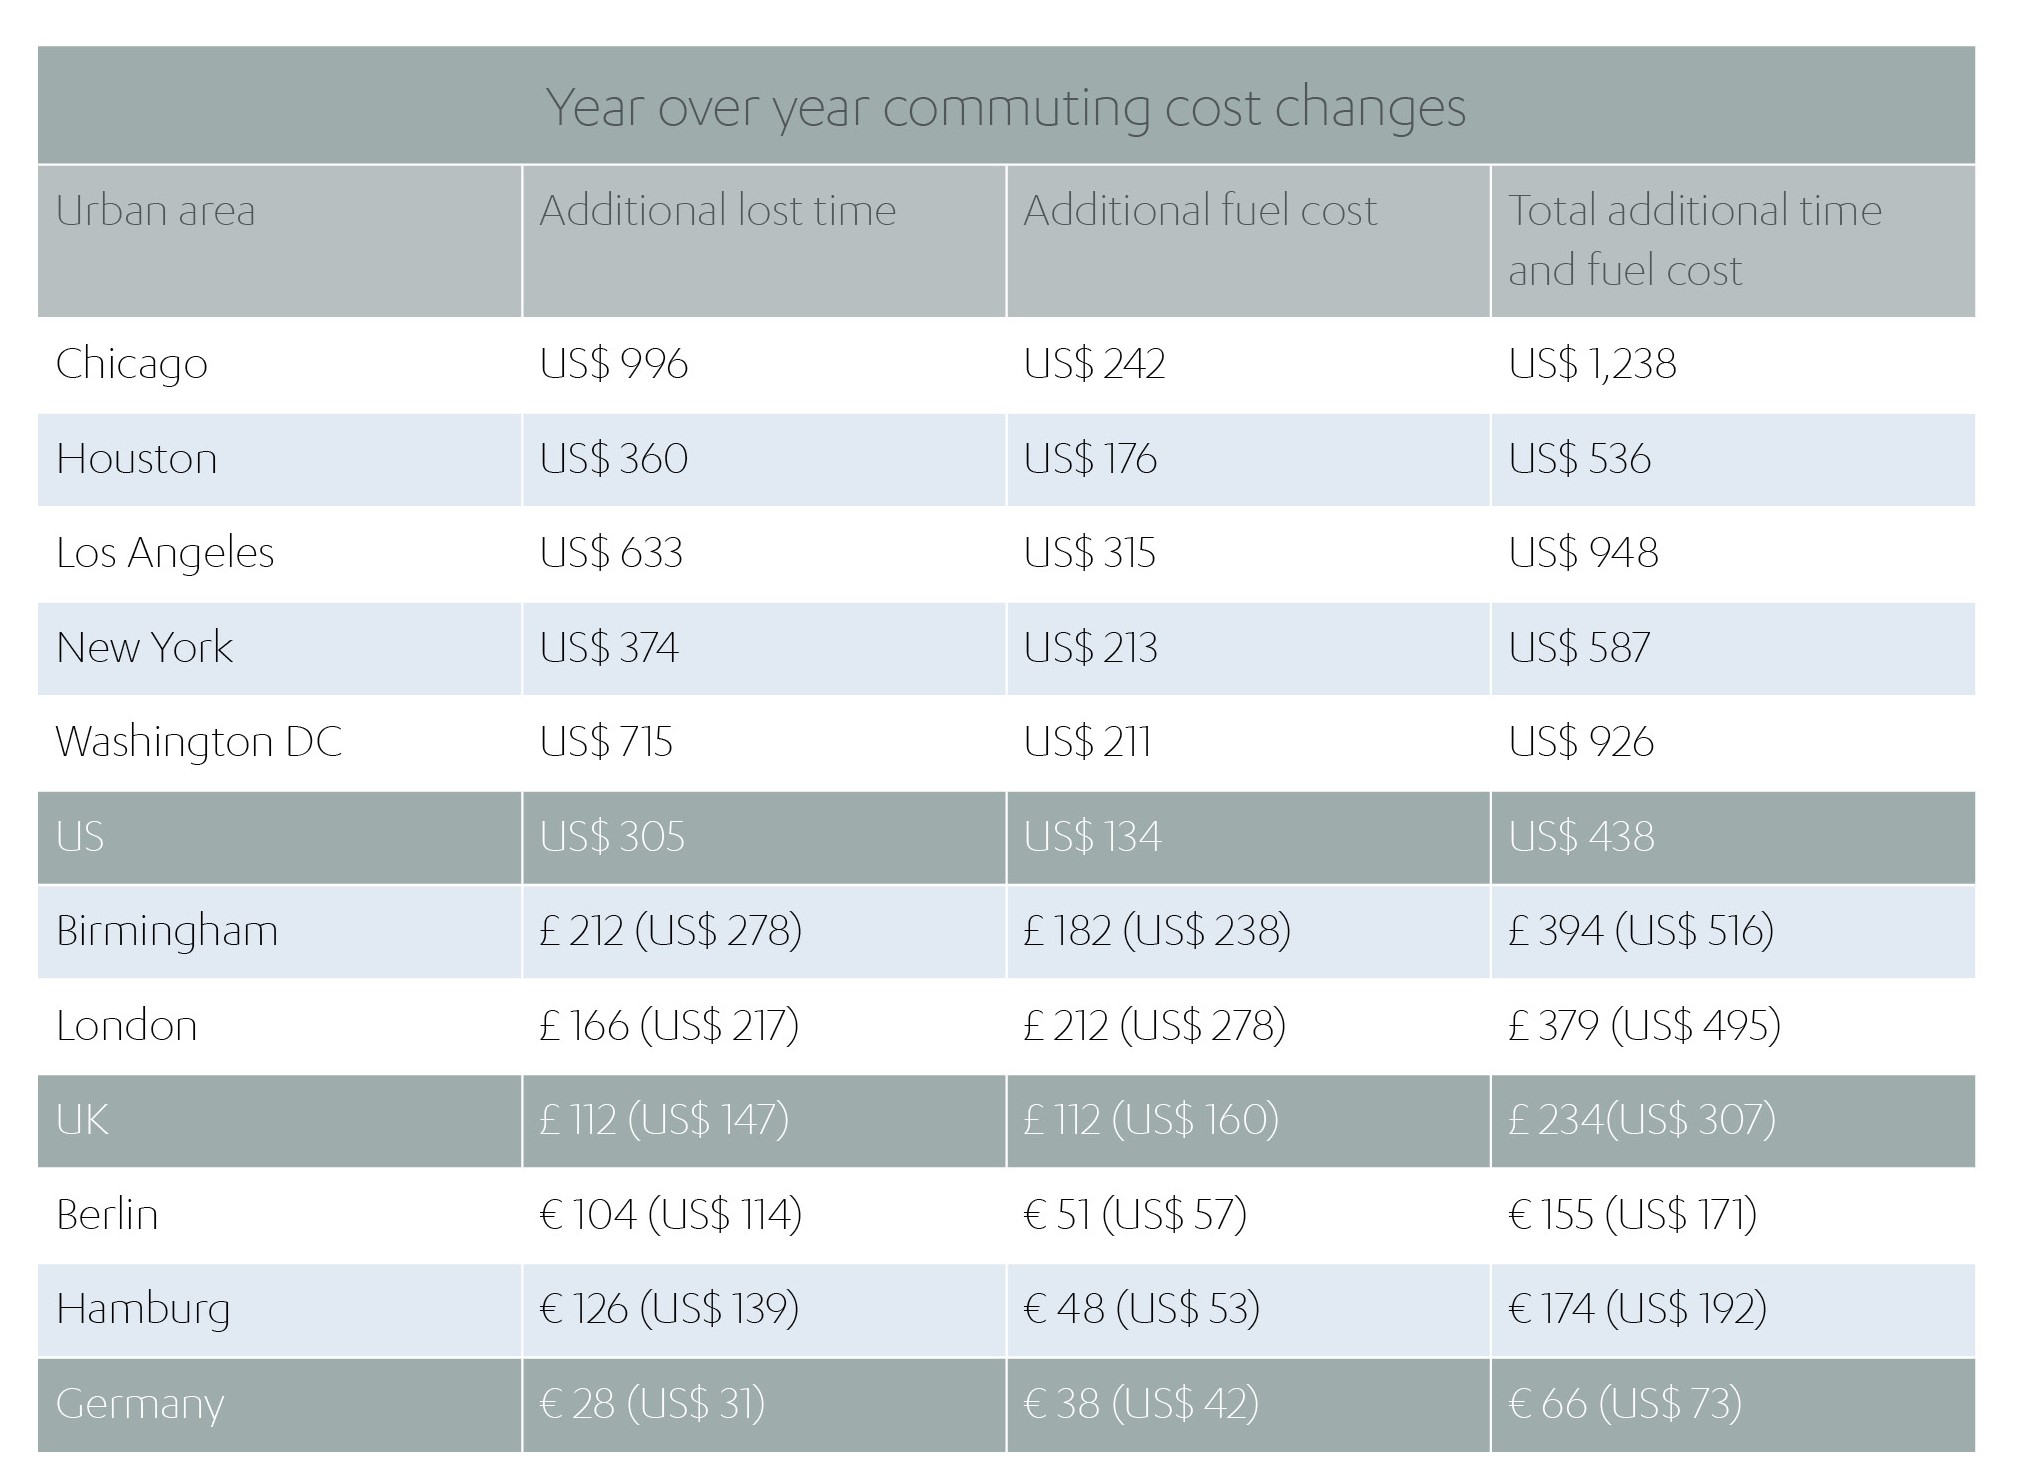 Year over year commuting cost changes
Urban area Additional lost time Additional fuel cost Total additional time
and fuel cost
Chicago US$ 996 US$ 242 US$ 1,238
Houston US$ 360 US$ 176 US$ 536
Los Angeles US$ 633 US$ 315 US$ 948
New York US$ 374 US$ 213 US$ 587
Washington DC US$ 715 US$ 211 US$ 926
US US$ 305 US$ 134 US$ 438
Birmingham £ 212 (US$ 278) £ 182 (US$ 238) £ 394 (US$ 516)
London £ 166 (US$ 217) £ 212 (US$ 278) £ 379 (US$ 495)
UK £ 112 (US$ 147) £ 112 (US$ 160) £ 234(US$ 307)
Berlin € 104 (US$ 114) € 51 (US$ 57) € 155 (US$ 171)
Hamburg € 126 (US$ 139) € 48 (US$ 53) € 174 (US$ 192)
Germany € 28 (US$ 31) € 38 (US$ 42) € 66 (US$ 73)